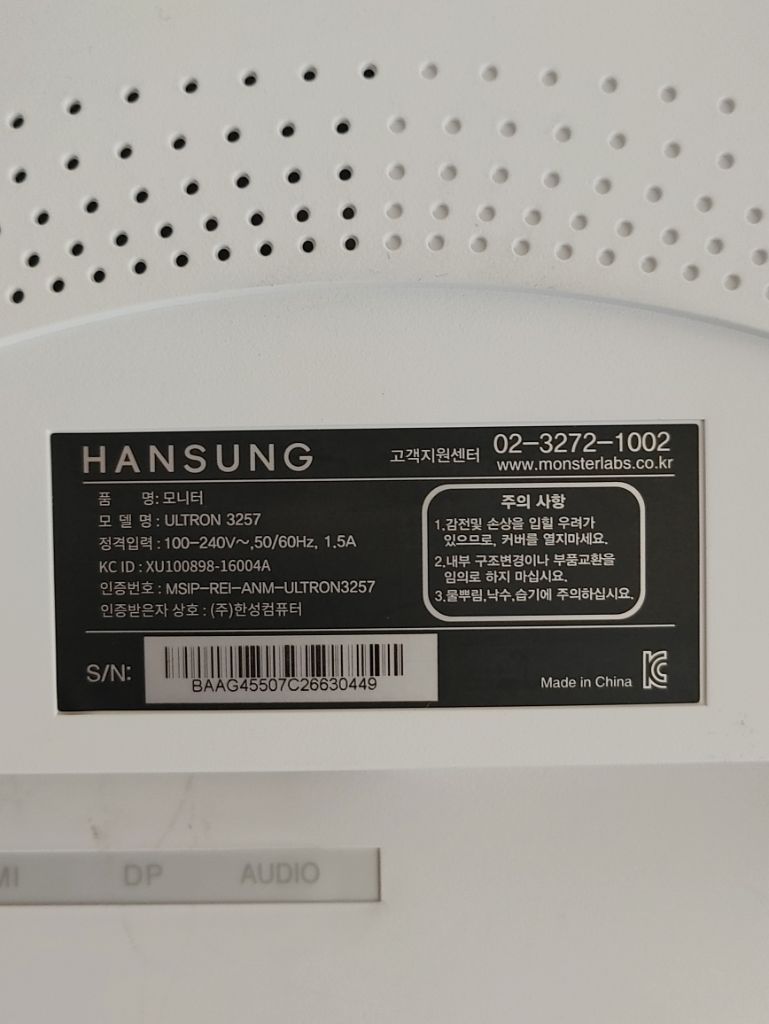 HANSUNG
고객지원센터 02-3272-1002
www.monsterlabs.co.kr
품 명: 모니터
모 델 명 : ULTRON 3257
정격입력 : 100-240V~,50/60Hz, 1.5A
KC ID : XU100898-16004A
인증번호 : MSIP-REI-ANM-ULTRON3257
인증받은자 상호 : (주)한성컴퓨터
주의 사항
1.감전및 손상을 입힐 우려가
있으므로, 커버를 열지마세요.
2.내부 구조변경이나 부품교환을
임의로 하지 마십시요.
3.물뿌림,낙수,습기에 주의하십시요.
S/N:
BAAG45507C26630449
Made in China
MI DP AUDIO